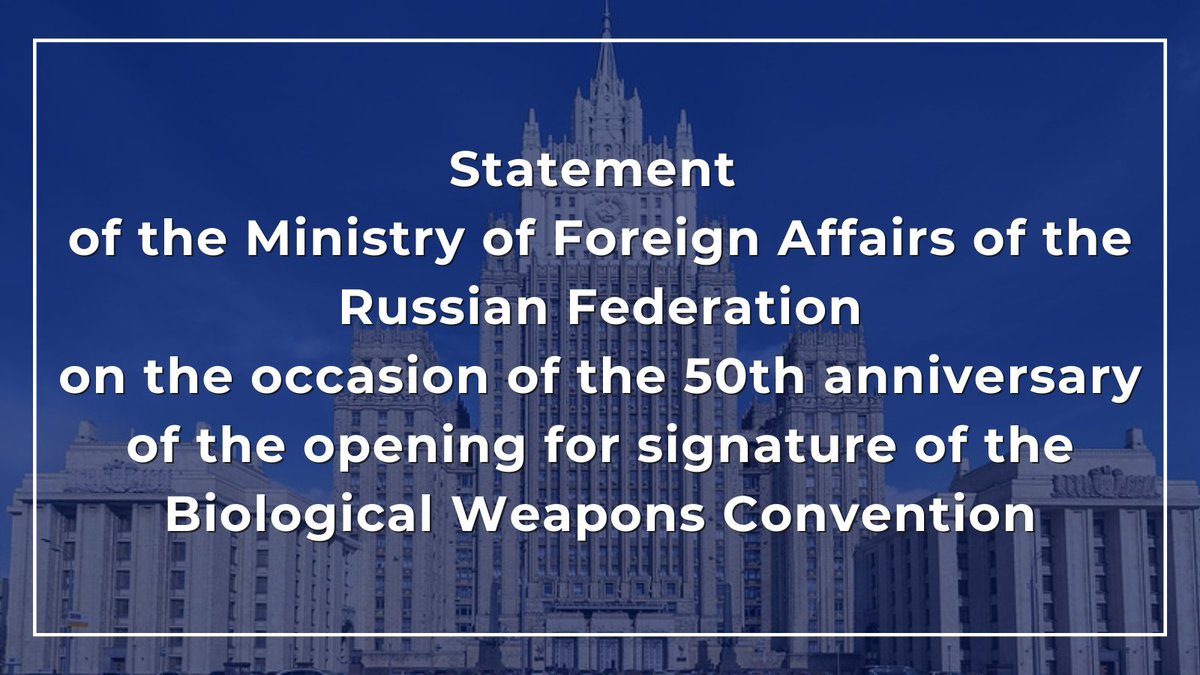 Statement
of the Ministry of Foreign Affairs of the
Russian Federation
on the occasion of the 50th anniversary
of the opening for signature of the
Biological Weapons Convention